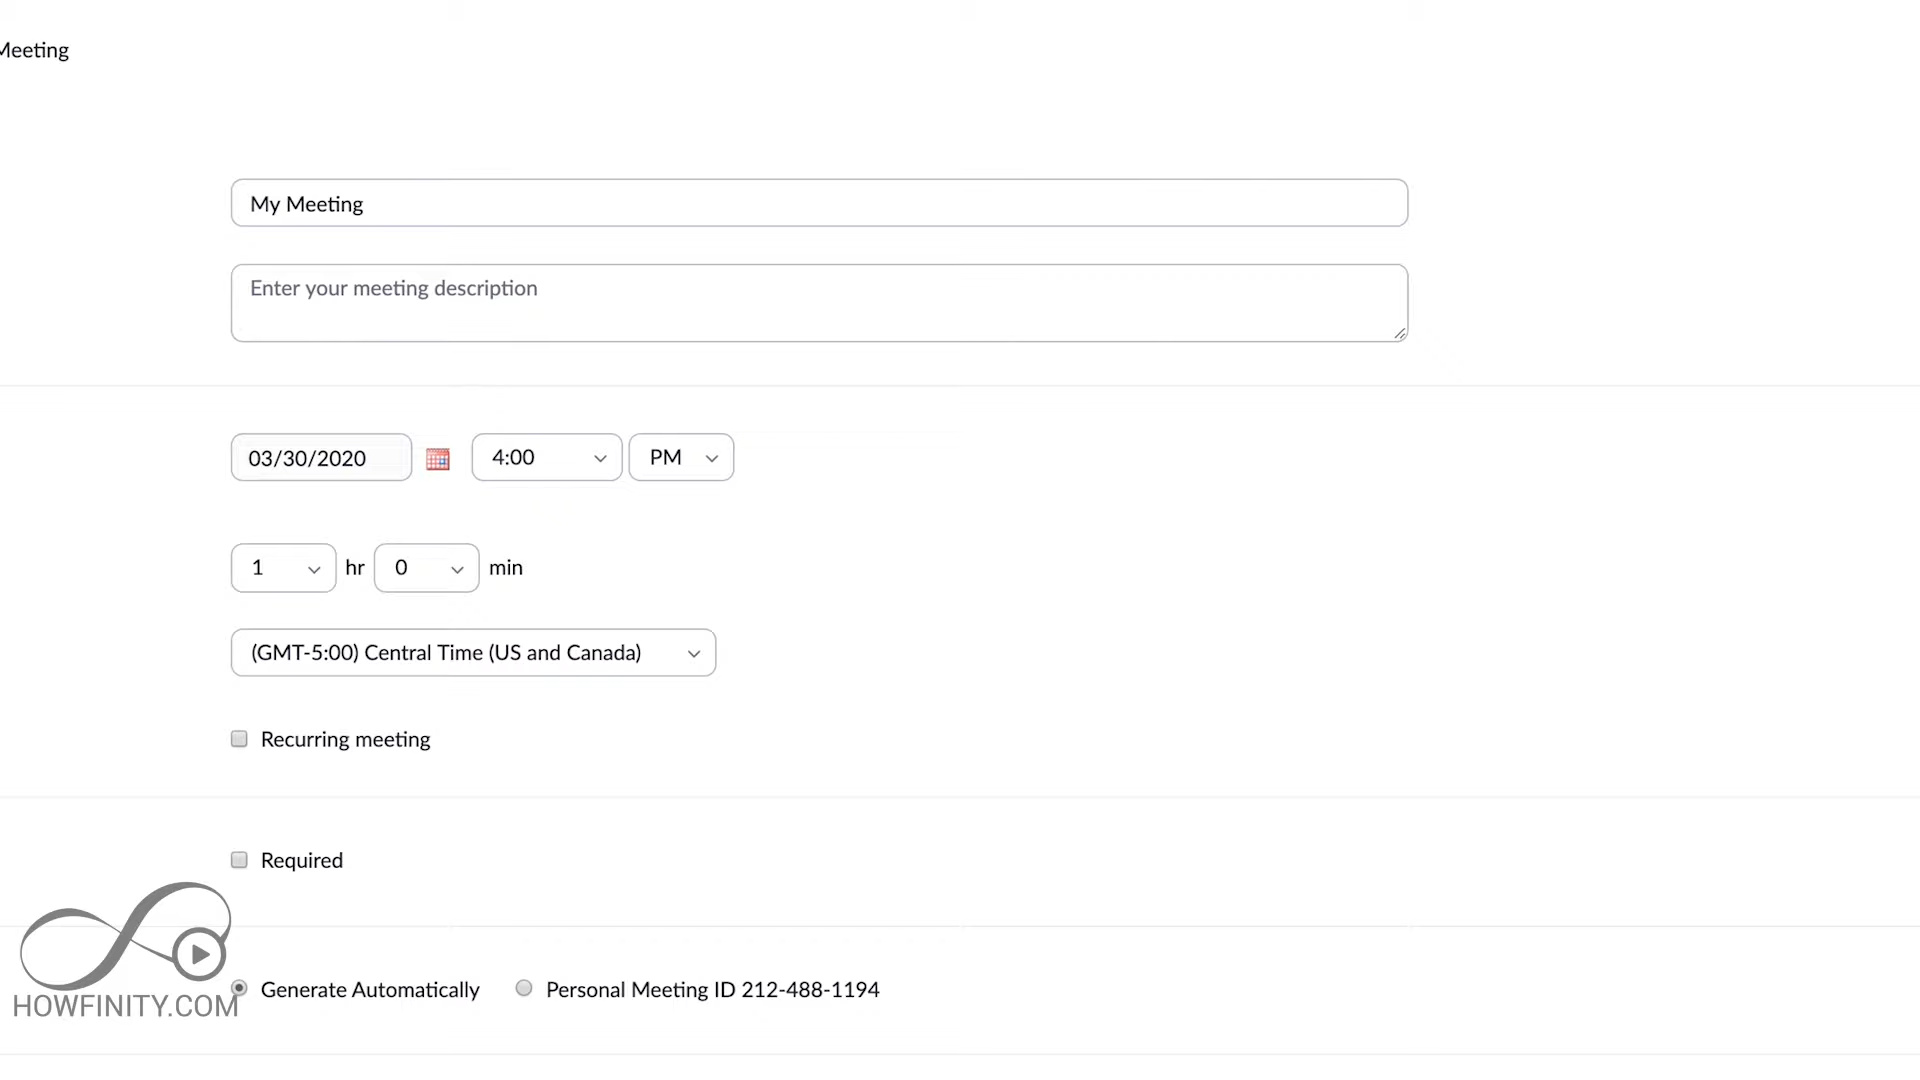 Meeting
My Meeting
Enter your meeting description
03/30/2020 4:00 PM
1 hr 0 min
(GMT-5:00) Central Time (US and Canada)
Recurring meeting
Required
Generate Automatically Personal Meeting ID 212-488-1194
HOWFINITY.COM